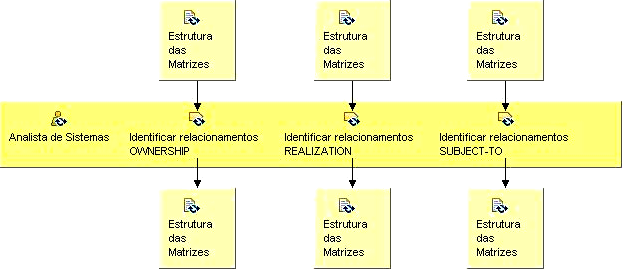 Estrutura
das
Matrizes
Estrutura
das
Matrizes
Estrutura
das
Matrizes
Analista de Sistemas
Identificar relacionamentos
OWNERSHIP
Identificar relacionamentos
REALIZATION
Identificar relacionamentos
SUBJECT-TO
Estrutura
das
Matrizes
Estrutura
das
Matrizes
Estrutura
das
Matrizes